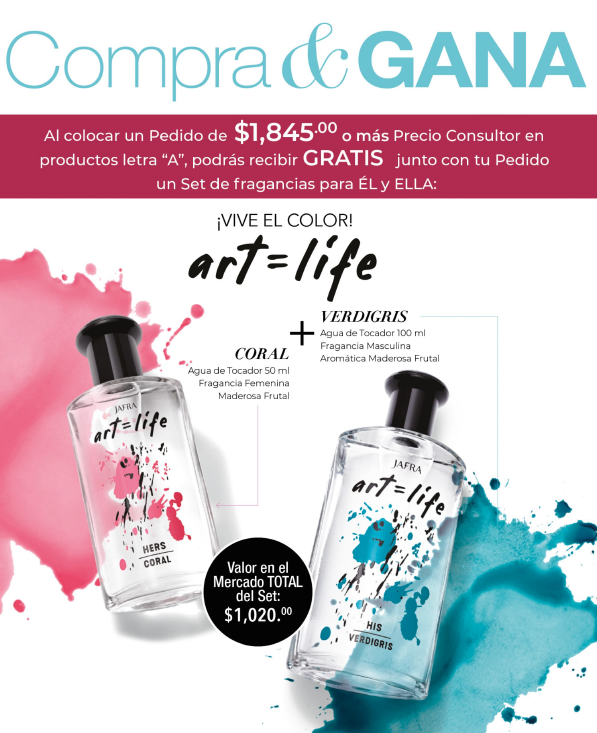 Compra & GANA
Al colocar un Pedido de $1,845.00 o más Precio Consultor en
productos letra “A”, podrás recibir GRATIS junto con tu Pedido
un Set de fragancias para ÉL y ELLA:
¡VIVE EL COLOR!
art=life
+
VERDIGRIS
Agua de Tocador 100 ml
Fragancia Masculina
Aromática Maderosa Frutal
CORAL
Agua de Tocador 50 ml
Fragancia Femenina
Maderosa Frutal
JAFRA
art=life
HERS
CORAL
JAFRA
art=life
HIS
VERDIGRIS
Valor en el
Mercado TOTAL
del Set:
$1,020.00